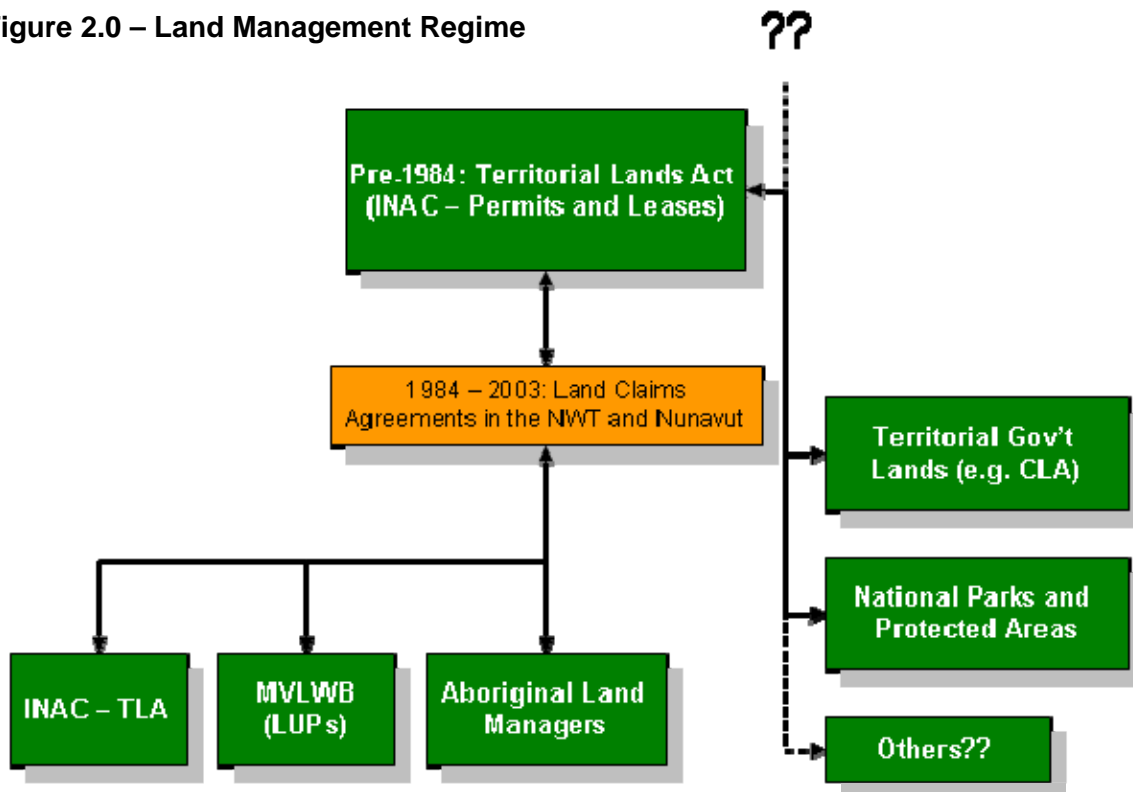 igure 2.0 – Land Management Regime
??
Pre-1984: Territorial Lands Act
(INAC – Permits and Leases)
1984 – 2003: Land Claims
Agreements in the NWT and Nunavut
Territorial Gov't
Lands (e.g. CLA)
National Parks and
Protected Areas
INAC – TLA
MVLWB
(LUPs)
Aboriginal Land
Managers
Others??